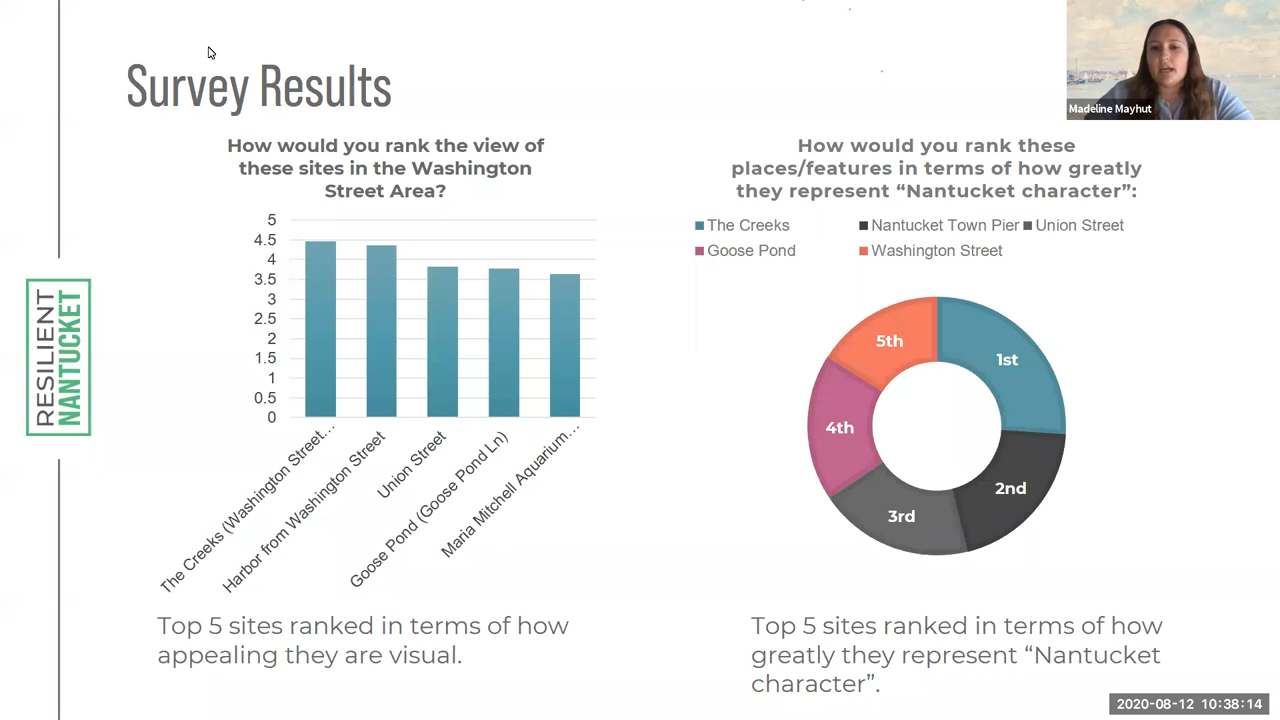 Survey Results
Madeline Mayhut
How would you rank the view of
these sites in the Washington
Street Area?
5
4.5
4
3.5
3
2.5
2
1.5
1
0.5
0
The Creeks (Washington Street...
Harbor from Washington Street
Union Street
Goose Pond (Goose Pond Ln)
Maria Mitchell Aquarium...
Top 5 sites ranked in terms of how
appealing they are visual.
How would you rank these
places/features in terms of how greatly
they represent “Nantucket character”:
The Creeks
Nantucket Town Pier
Union Street
Goose Pond
Washington Street
1st
2nd
3rd
4th
5th
Top 5 sites ranked in terms of how
greatly they represent “Nantucket
character”.
RESILIENT
NANTUCKET
2020-08-12 10:38:14